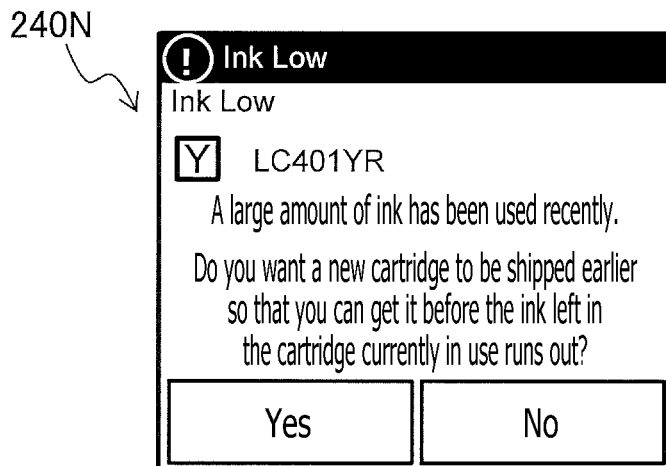 240N
! Ink Low
Ink Low
Y LC401YR
A large amount of ink has been used recently.
Do you want a new cartridge to be shipped earlier
so that you can get it before the ink left in
the cartridge currently in use runs out?
Yes No